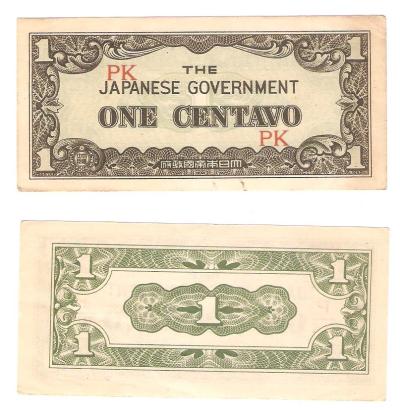 1 1
PK THE
JAPANESE GOVERNMENT
ONE CENTAVO
PK
1 1
大日本帝國政府
1 1
1
1 1